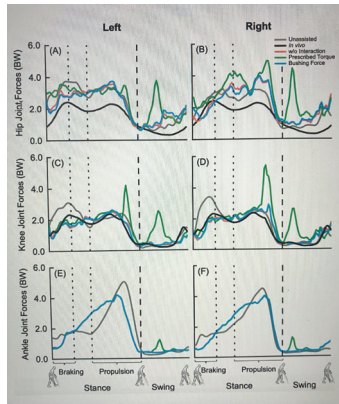 Left Right
Unassisted
In vivo
w/o Interaction
Prescribed Torque
Bushing Force
Hip Joint Forces (BW)
6.0
4.0
2.0
0.0
(A) (B)
Knee Joint Forces (BW)
6.0
4.0
2.0
0.0
(C) (D)
Ankle Joint Forces (BW)
6.0
4.0
2.0
0.0
(E) (F)
Braking Propulsion Braking Propulsion
Stance Swing Stance Swing